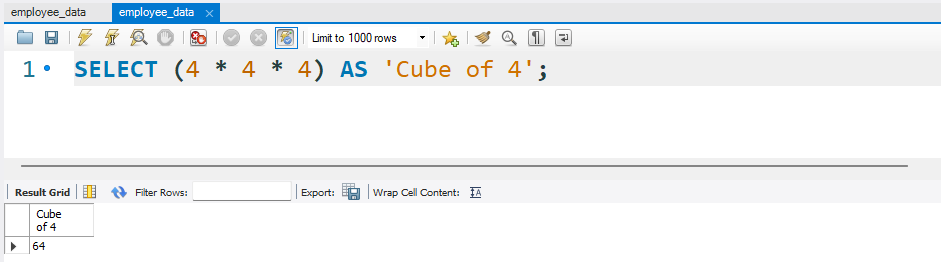 employee_data employee_data
Limit to 1000 rows
1 SELECT (4 * 4 * 4) AS 'Cube of 4';
Result Grid Filter Rows: Export: Wrap Cell Content:
Cube
of 4
64